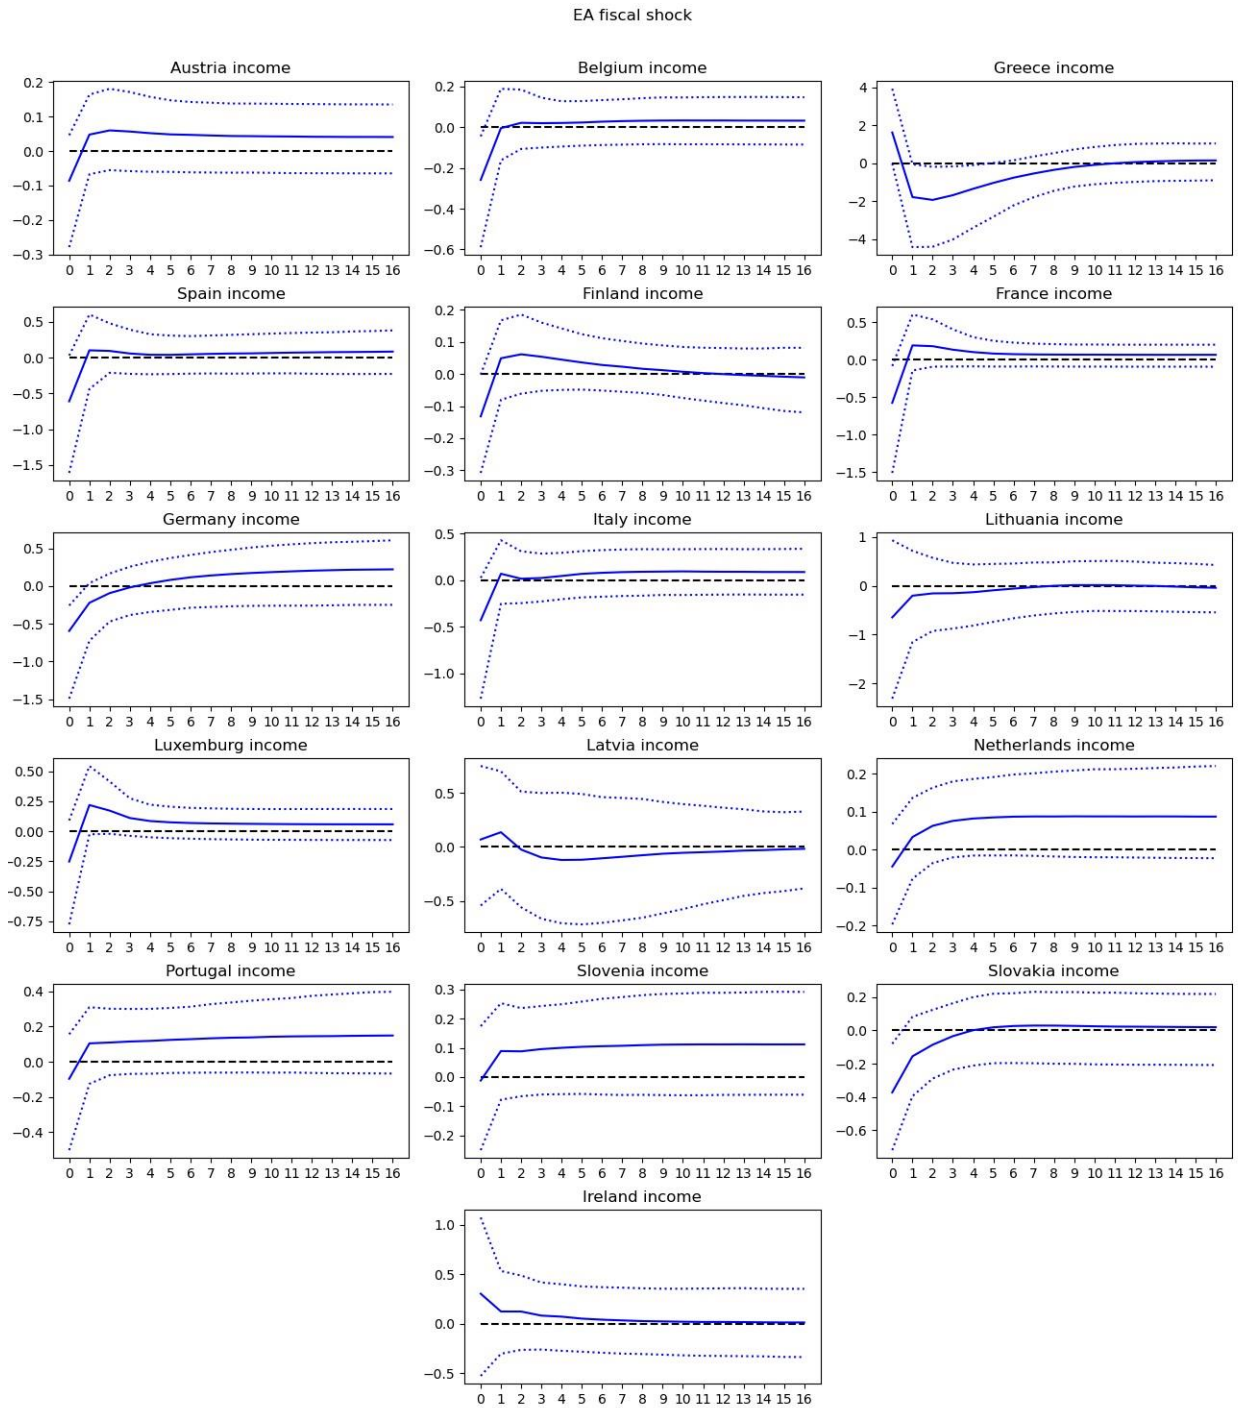 EA fiscal shock
Austria income
0.2
0.1
0.0
−0.1
−0.2
−0.3
0 1 2 3 4 5 6 7 8 9 10 11 12 13 14 15 16
Belgium income
0.2
0.0
−0.2
−0.4
−0.6
0 1 2 3 4 5 6 7 8 9 10 11 12 13 14 15 16
Greece income
4
2
0
−2
−4
0 1 2 3 4 5 6 7 8 9 10 11 12 13 14 15 16
Spain income
0.5
0.0
−0.5
−1.0
−1.5
0 1 2 3 4 5 6 7 8 9 10 11 12 13 14 15 16
Finland income
0.2
0.1
0.0
−0.1
−0.2
−0.3
0 1 2 3 4 5 6 7 8 9 10 11 12 13 14 15 16
France income
0.5
0.0
−0.5
−1.0
−1.5
0 1 2 3 4 5 6 7 8 9 10 11 12 13 14 15 16
Germany income
0.5
0.0
−0.5
−1.0
−1.5
0 1 2 3 4 5 6 7 8 9 10 11 12 13 14 15 16
Italy income
0.5
0.0
−0.5
−1.0
0 1 2 3 4 5 6 7 8 9 10 11 12 13 14 15 16
Lithuania income
1
0
−1
−2
0 1 2 3 4 5 6 7 8 9 10 11 12 13 14 15 16
Luxemburg income
0.50
0.25
0.00
−0.25
−0.50
−0.75
0 1 2 3 4 5 6 7 8 9 10 11 12 13 14 15 16
Latvia income
0.5
0.0
−0.5
0 1 2 3 4 5 6 7 8 9 10 11 12 13 14 15 16
Netherlands income
0.2
0.1
0.0
−0.1
−0.2
0 1 2 3 4 5 6 7 8 9 10 11 12 13 14 15 16
Portugal income
0.4
0.2
0.0
−0.2
−0.4
0 1 2 3 4 5 6 7 8 9 10 11 12 13 14 15 16
Slovenia income
0.3
0.2
0.1
0.0
−0.1
−0.2
0 1 2 3 4 5 6 7 8 9 10 11 12 13 14 15 16
Slovakia income
0.2
0.0
−0.2
−0.4
−0.6
0 1 2 3 4 5 6 7 8 9 10 11 12 13 14 15 16
Ireland income
1.0
0.5
0.0
−0.5
0 1 2 3 4 5 6 7 8 9 10 11 12 13 14 15 16